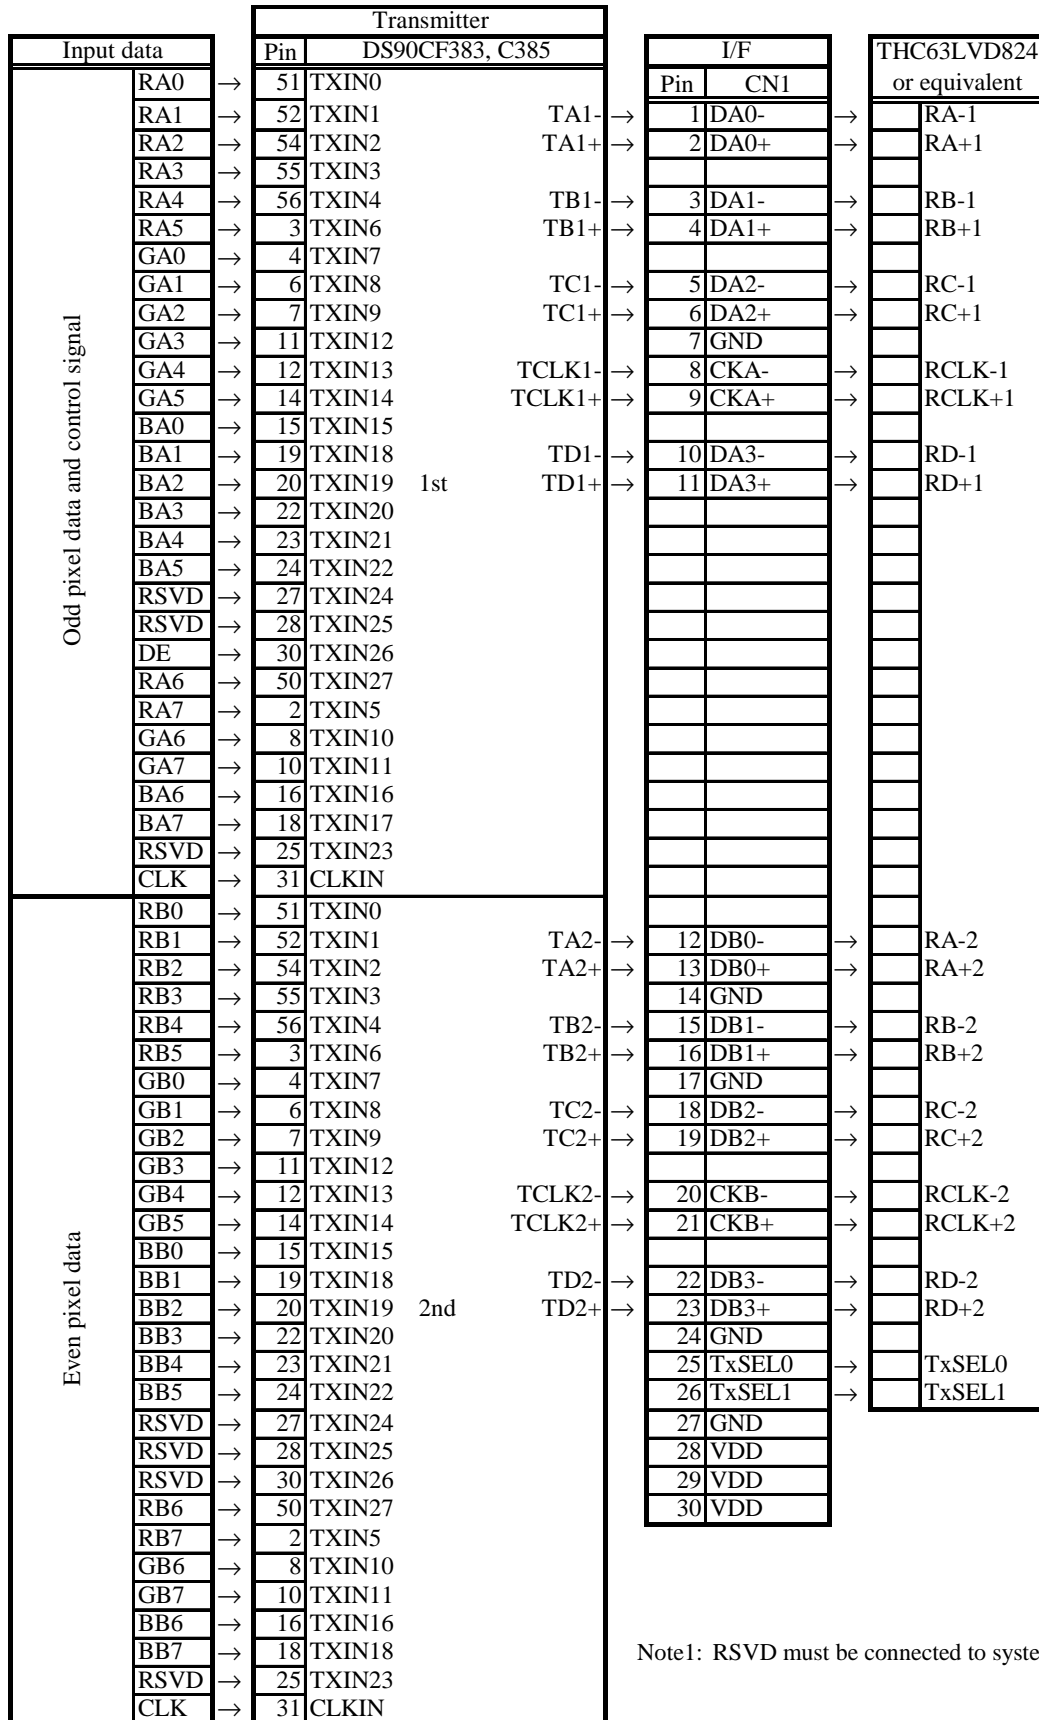 Transmitter
Input data Pin DS90CF383, C385 I/F THC63LVD824
RA0 → 51 TXIN0 Pin CN1 or equivalent
RA1 → 52 TXIN1 TA1- → 1 DA0- → RA-1
RA2 → 54 TXIN2 TA1+ → 2 DA0+ → RA+1
RA3 → 55 TXIN3
RA4 → 56 TXIN4 TB1- → 3 DA1- → RB-1
RA5 → 3 TXIN6 TB1+ → 4 DA1+ → RB+1
GA0 → 4 TXIN7
GA1 → 6 TXIN8 TC1- → 5 DA2- → RC-1
GA2 → 7 TXIN9 TC1+ → 6 DA2+ → RC+1
GA3 → 11 TXIN12 7 GND
GA4 → 12 TXIN13 TCLK1- → 8 CKA- → RCLK-1
GA5 → 14 TXIN14 TCLK1+ → 9 CKA+ → RCLK+1
BA0 → 15 TXIN15
BA1 → 19 TXIN18 TD1- → 10 DA3- → RD-1
BA2 → 20 TXIN19 1st TD1+ → 11 DA3+ → RD+1
BA3 → 22 TXIN20
BA4 → 23 TXIN21
BA5 → 24 TXIN22
RSVD → 27 TXIN24
RSVD → 28 TXIN25
DE → 30 TXIN26
RA6 → 50 TXIN27
RA7 → 2 TXIN5
GA6 → 8 TXIN10
GA7 → 10 TXIN11
BA6 → 16 TXIN16
BA7 → 18 TXIN17
RSVD → 25 TXIN23
CLK → 31 CLKIN
Odd pixel data and control signal
RB0 → 51 TXIN0
RB1 → 52 TXIN1 TA2- → 12 DB0- → RA-2
RB2 → 54 TXIN2 TA2+ → 13 DB0+ → RA+2
RB3 → 55 TXIN3 14 GND
RB4 → 56 TXIN4 TB2- → 15 DB1- → RB-2
RB5 → 3 TXIN6 TB2+ → 16 DB1+ → RB+2
GB0 → 4 TXIN7 17 GND
GB1 → 6 TXIN8 TC2- → 18 DB2- → RC-2
GB2 → 7 TXIN9 TC2+ → 19 DB2+ → RC+2
GB3 → 11 TXIN12
GB4 → 12 TXIN13 TCLK2- → 20 CKB- → RCLK-2
GB5 → 14 TXIN14 TCLK2+ → 21 CKB+ → RCLK+2
BB0 → 15 TXIN15
BB1 → 19 TXIN18 TD2- → 22 DB3- → RD-2
BB2 → 20 TXIN19 2nd TD2+ → 23 DB3+ → RD+2
BB3 → 22 TXIN20 24 GND
BB4 → 23 TXIN21 25 TxSEL0 → TxSEL0
BB5 → 24 TXIN22 26 TxSEL1 → TxSEL1
RSVD → 27 TXIN24 27 GND
RSVD → 28 TXIN25 28 VDD
RSVD → 30 TXIN26 29 VDD
RB6 → 50 TXIN27 30 VDD
RB7 → 2 TXIN5
GB6 → 8 TXIN10
GB7 → 10 TXIN11
BB6 → 16 TXIN16
BB7 → 18 TXIN18
RSVD → 25 TXIN23
CLK → 31 CLKIN
Even pixel data
Note1: RSVD must be connected to syste